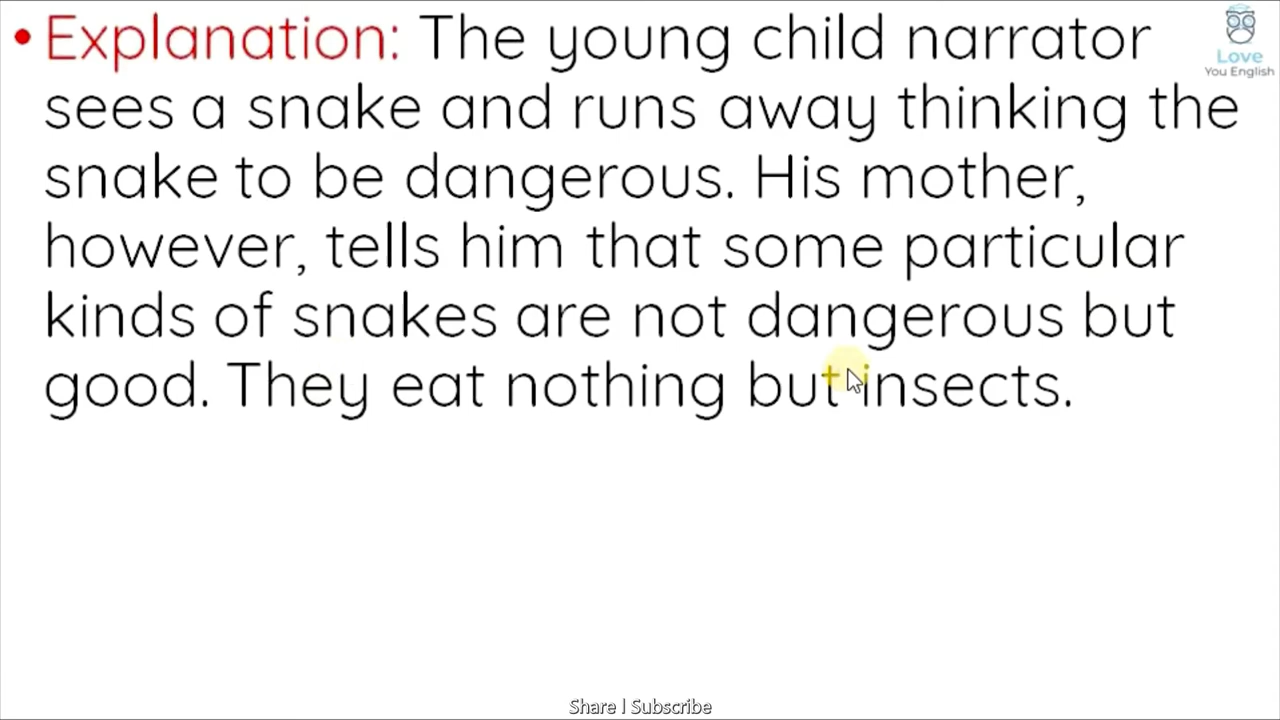 • Explanation: The young child narrator
sees a snake and runs away thinking the
snake to be dangerous. His mother,
however, tells him that some particular
kinds of snakes are not dangerous but
good. They eat nothing but insects.
Love
You English
Share | Subscribe